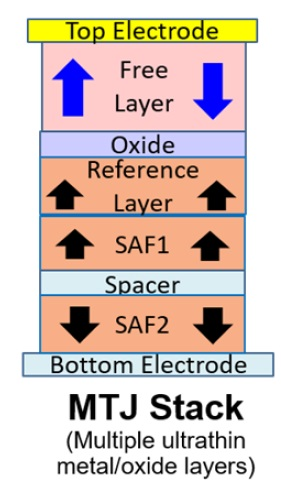 Top Electrode
Free
Layer
Oxide
Reference
Layer
SAF1
Spacer
SAF2
Bottom Electrode
MTJ Stack
(Multiple ultrathin
metal/oxide layers)